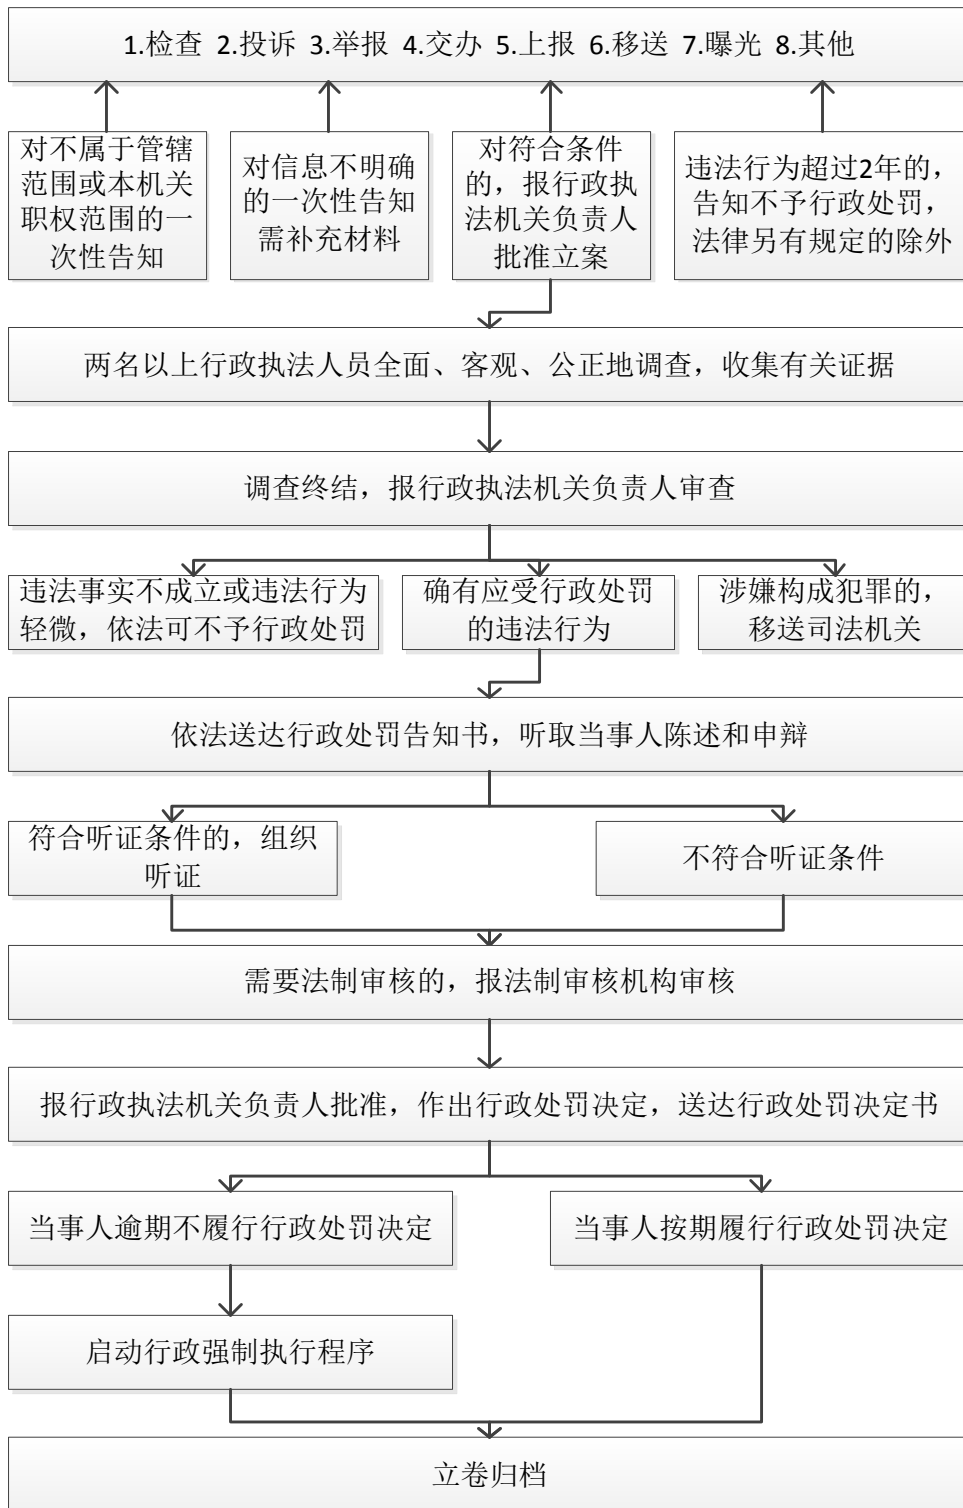 1.检查 2.投诉 3.举报 4.交办 5.上报 6.移送 7.曝光 8.其他
对不属于管辖
范围或本机关
职权范围的一
次性告知
对信息不明确
的一次性告知
需补充材料
对符合条件
的，报行政执
法机关负责人
批准立案
违法行为超过2年的，
告知不予行政处罚，
法律另有规定的除外
两名以上行政执法人员全面、客观、公正地调查，收集有关证据
调查终结，报行政执法机关负责人审查
违法事实不成立或违法行为
轻微，依法可不予行政处罚
确有应受行政处罚
的违法行为
涉嫌构成犯罪的，
移送司法机关
依法送达行政处罚告知书，听取当事人陈述和申辩
符合听证条件的，组织
听证
不符合听证条件
需要法制审核的，报法制审核机构审核
报行政执法机关负责人批准，作出行政处罚决定，送达行政处罚决定书
当事人逾期不履行行政处罚决定
当事人按期履行行政处罚决定
启动行政强制执行程序
立卷归档